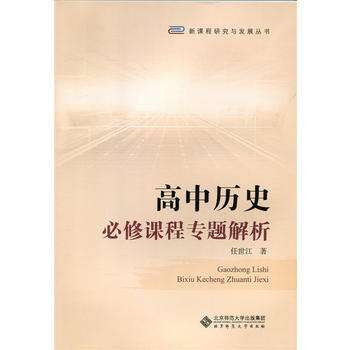 新课程研究与发展丛书
高中历史
必修课程专题解析
任世江 著
Gaozhong Lishi
Bixiu Kecheng Zhuanti Jiexi
北京师范大学出版集团
北京师范大学出版社